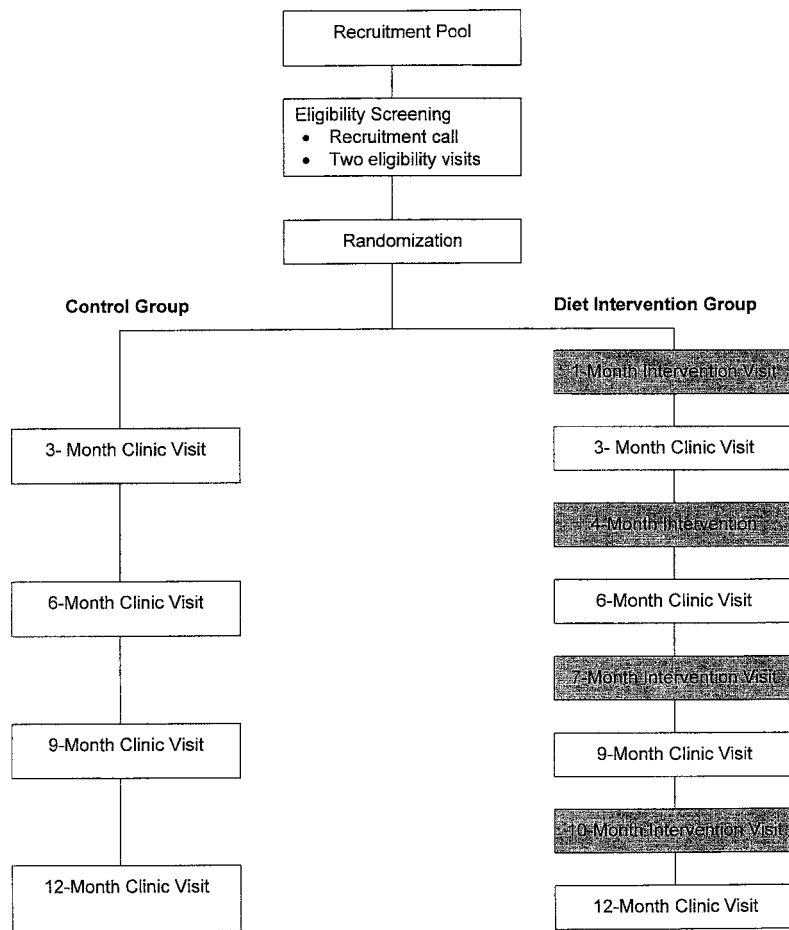 Recruitment Pool
Eligibility Screening
• Recruitment call
• Two eligibility visits
Randomization
Control Group
Diet Intervention Group
1-Month Intervention Visit
3- Month Clinic Visit
3- Month Clinic Visit
4-Month Intervention
6-Month Clinic Visit
6-Month Clinic Visit
7-Month Intervention Visit
9-Month Clinic Visit
9-Month Clinic Visit
10-Month Intervention Visit
12-Month Clinic Visit
12-Month Clinic Visit